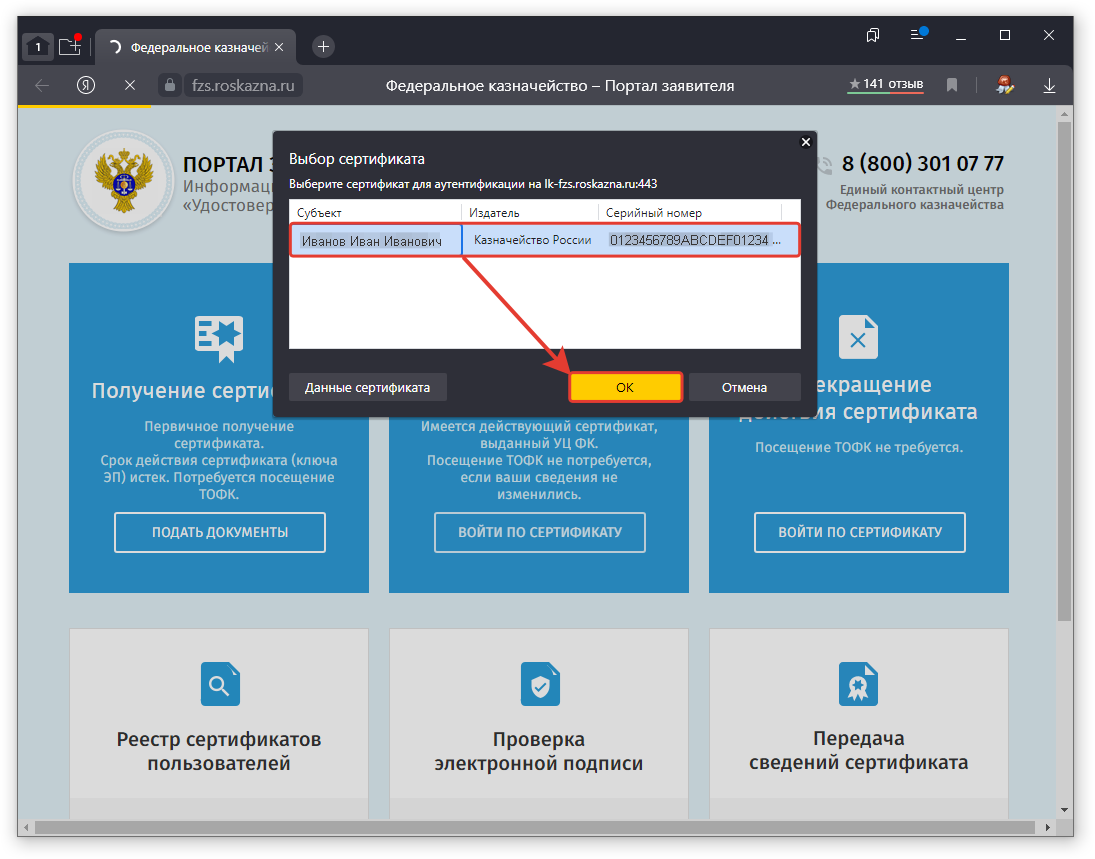 1
Федеральное казначей
Я
fzs.roskazna.ru
Федеральное казначейство – Портал заявителя
★ 141 отзыв
ПОРТАЛ
Информац
«Удостовер
8 (800) 301 07 77
Единый контактный центр
Федерального казначейства
Выбор сертификата
Выберите сертификат для аутентификации на lk-fzs.roskazna.ru:443
Субъект Издатель Серийный номер
Иванов Иван Иванович Казначейство России 0123456789ABCDEF01234 ...
Данные сертификата
OK
Отмена
Получение серти
Первичное получение
сертификата.
Срок действия сертификата (ключа
ЭП) истек. Потребуется посещение
ТОФК.
ПОДАТЬ ДОКУМЕНТЫ
Имеется действующий сертификат,
выданный УЦ ФК.
Посещение ТОФК не потребуется,
если ваши сведения не
изменились.
ВОЙТИ ПО СЕРТИФИКАТУ
екращение
действия сертификата
Посещение ТОФК не требуется.
ВОЙТИ ПО СЕРТИФИКАТУ
Реестр сертификатов
пользователей
Проверка
электронной подписи
Передача
сведений сертификата